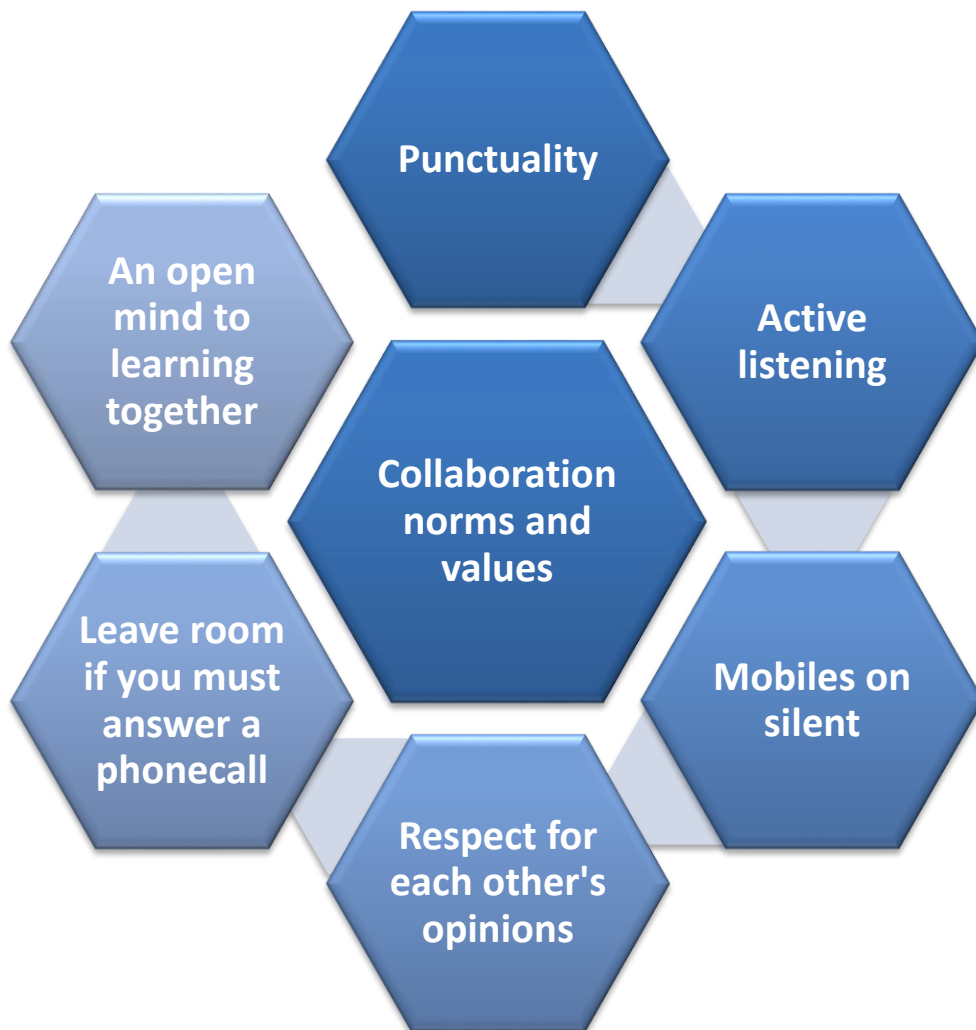 Punctuality
Active
listening
Mobiles on
silent
Respect for
each other's
opinions
Leave room
if you must
answer a
phonecall
An open
mind to
learning
together
Collaboration
norms and
values